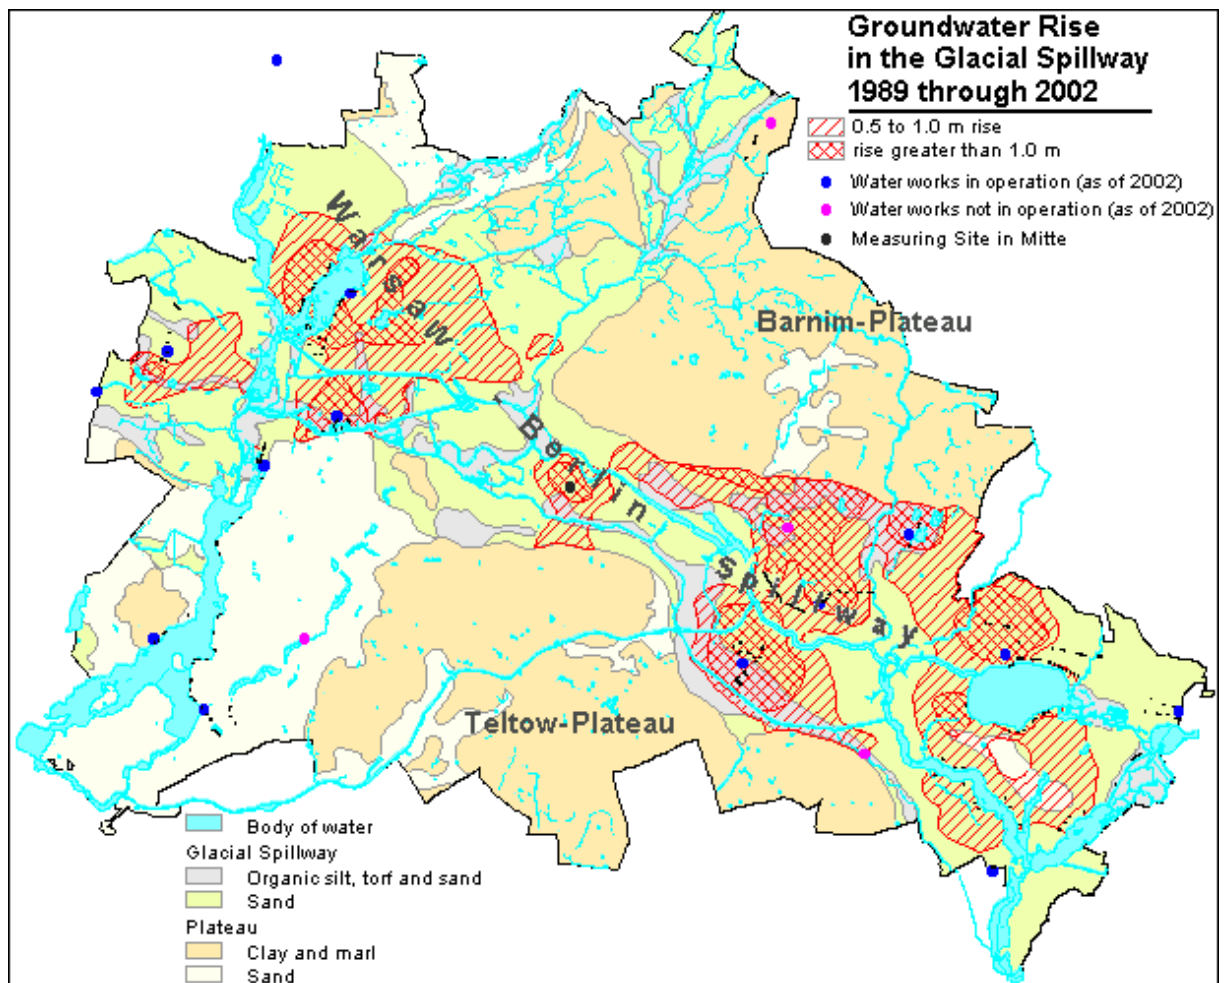 Groundwater Rise
in the Glacial Spillway
1989 through 2002
0.5 to 1.0 m rise
rise greater than 1.0 m
Water works in operation (as of 2002)
Water works not in operation (as of 2002)
Measuring Site in Mitte
Warsaw
Barnim-Plateau
Berlin
Spillway
Teltow-Plateau
Body of water
Glacial Spillway
Organic silt, torf and sand
Sand
Plateau
Clay and marl
Sand